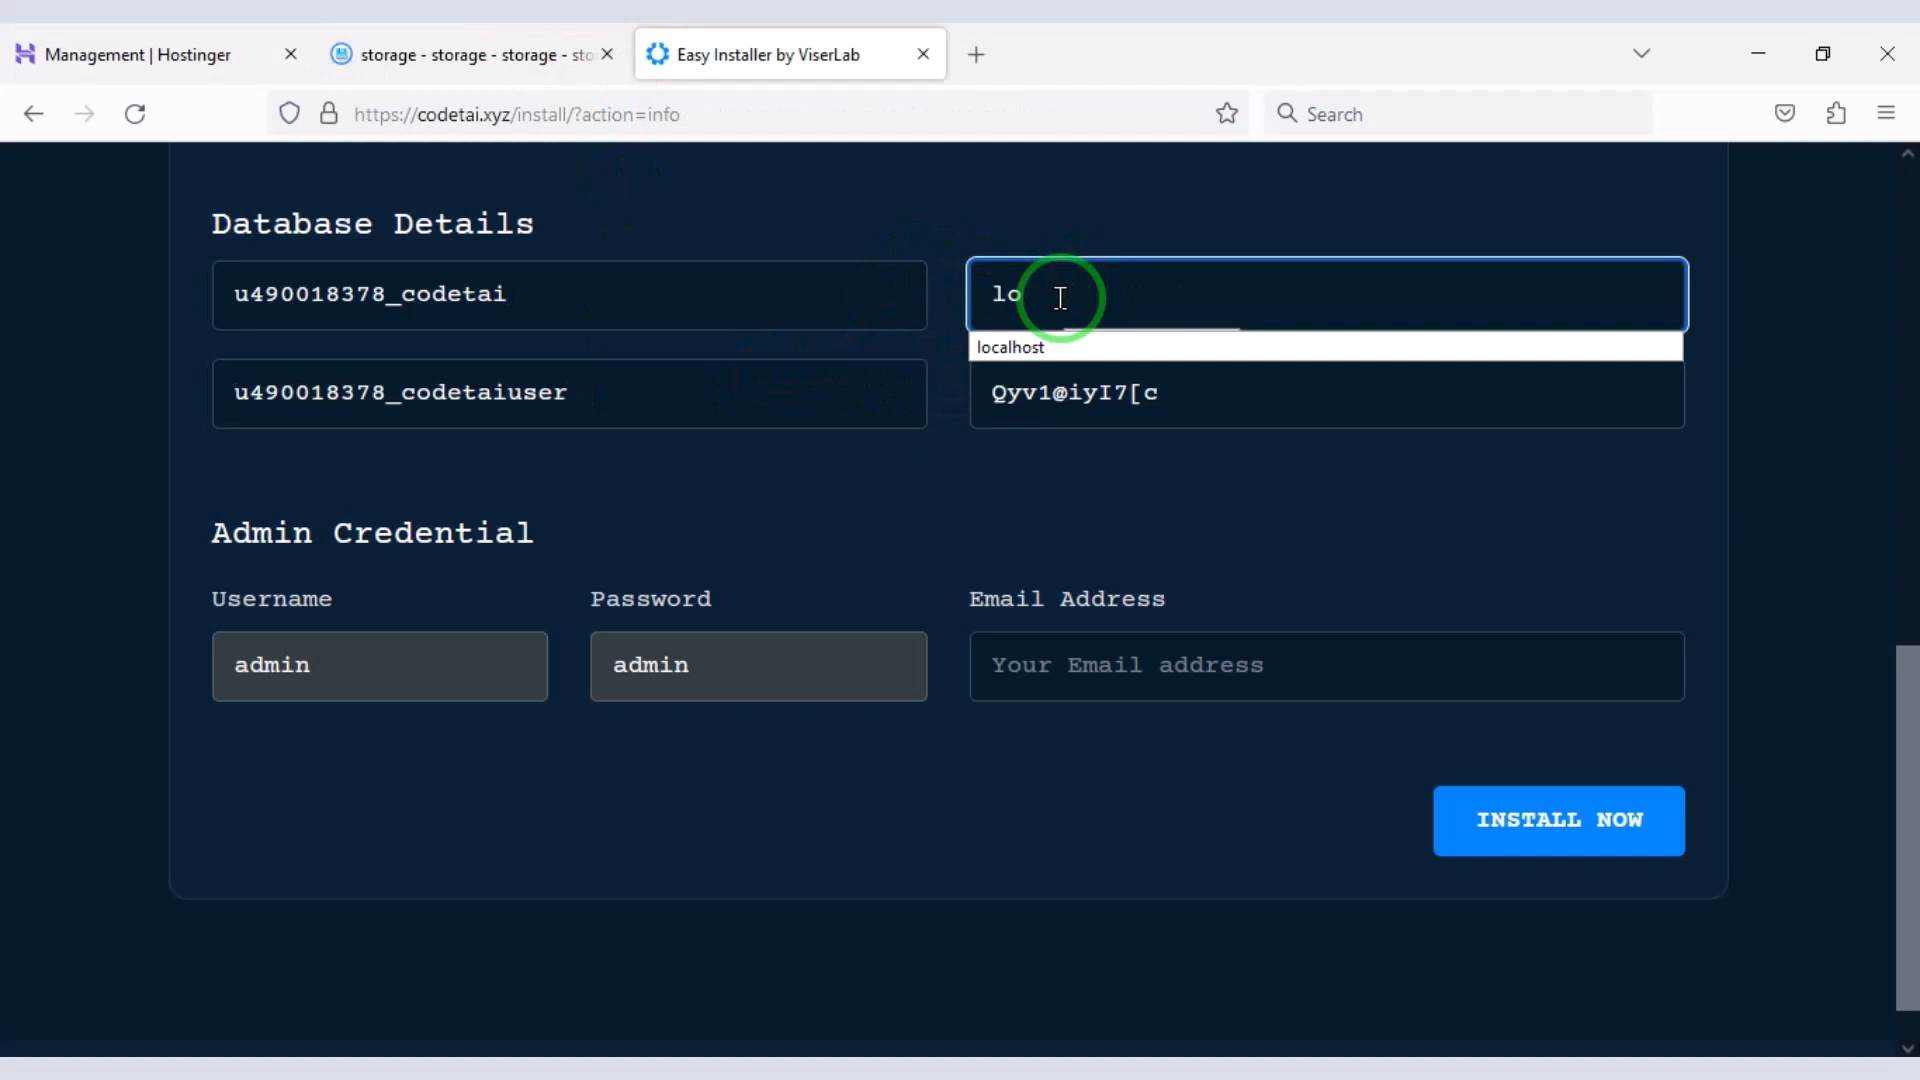 Management | Hostinger
storage - storage - storage - sto
Easy Installer by ViserLab
https://codetai.xyz/install/?action=info
Search
Database Details
u490018378_codetai
lo
localhost
u490018378_codetaiuser
Qyv1@iyI7[c
Admin Credential
Username
Password
Email Address
admin
admin
Your Email address
INSTALL NOW